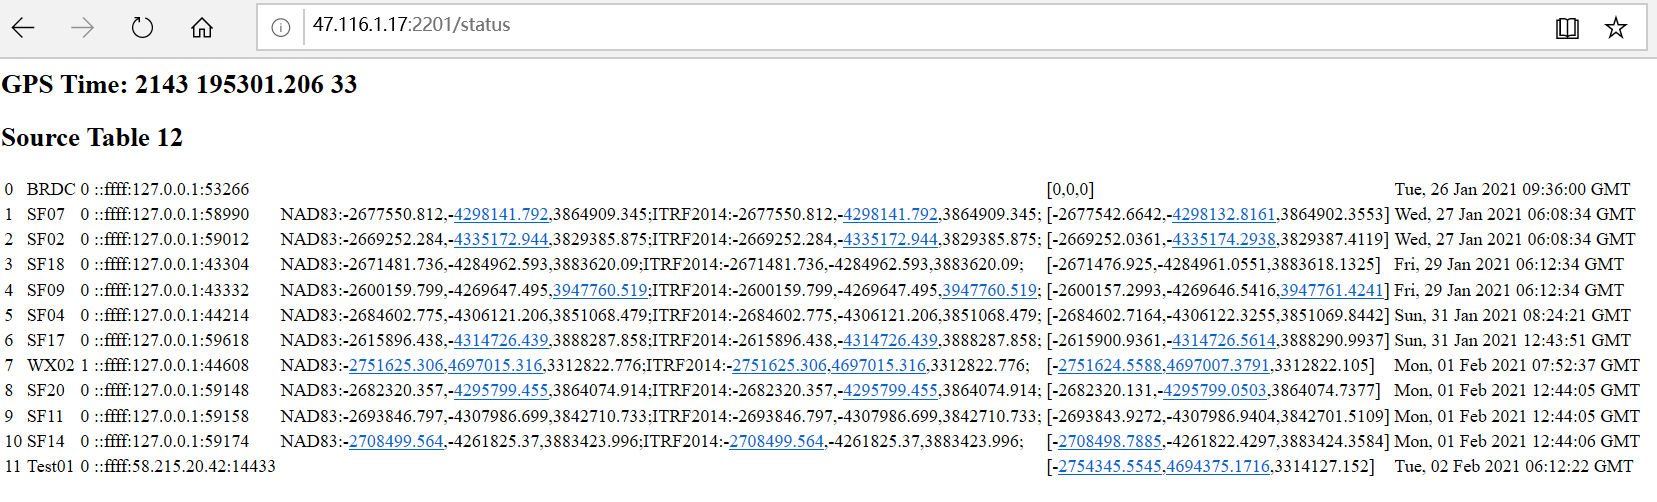 47.116.1.17:2201/status
GPS Time: 2143 195301.206 33
Source Table 12
0 BRDC 0 ::ffff:127.0.0.1:53266 [0,0,0] Tue, 26 Jan 2021 09:36:00 GMT
1 SF07 0 ::ffff:127.0.0.1:58990 NAD83:-2677550.812,-4298141.792,3864909.345;ITRF2014:-2677550.812,-4298141.792,3864909.345; [-2677542.6642,-4298132.8161,3864902.3553] Wed, 27 Jan 2021 06:08:34 GMT
2 SF02 0 ::ffff:127.0.0.1:59012 NAD83:-2669252.284,-4335172.944,3829385.875;ITRF2014:-2669252.284,-4335172.944,3829385.875; [-2669252.0361,-4335174.2938,3829387.4119] Wed, 27 Jan 2021 06:08:34 GMT
3 SF18 0 ::ffff:127.0.0.1:43304 NAD83:-2671481.736,-4284962.593,3883620.09;ITRF2014:-2671481.736,-4284962.593,3883620.09; [-2671476.925,-4284961.0551,3883618.1325] Fri, 29 Jan 2021 06:12:34 GMT
4 SF09 0 ::ffff:127.0.0.1:43332 NAD83:-2600159.799,-4269647.495,3947760.519;ITRF2014:-2600159.799,-4269647.495,3947760.519; [-2600157.2993,-4269646.5416,3947761.4241] Fri, 29 Jan 2021 06:12:34 GMT
5 SF04 0 ::ffff:127.0.0.1:44214 NAD83:-2684602.775,-4306121.206,3851068.479;ITRF2014:-2684602.775,-4306121.206,3851068.479; [-2684602.7164,-4306122.3255,3851069.8442] Sun, 31 Jan 2021 08:24:21 GMT
6 SF17 0 ::ffff:127.0.0.1:59618 NAD83:-2615896.438,-4314726.439,3888287.858;ITRF2014:-2615896.438,-4314726.439,3888287.858; [-2615900.9361,-4314726.5614,3888290.9937] Sun, 31 Jan 2021 12:43:51 GMT
7 WX02 1 ::ffff:127.0.0.1:44608 NAD83:-2751625.306,4697015.316,3312822.776;ITRF2014:-2751625.306,4697015.316,3312822.776; [-2751624.5588,4697007.3791,3312822.105] Mon, 01 Feb 2021 07:52:37 GMT
8 SF20 0 ::ffff:127.0.0.1:59148 NAD83:-2682320.357,-4295799.455,3864074.914;ITRF2014:-2682320.357,-4295799.455,3864074.914; [-2682320.131,-4295799.0503,3864074.7377] Mon, 01 Feb 2021 12:44:05 GMT
9 SF11 0 ::ffff:127.0.0.1:59158 NAD83:-2693846.797,-4307986.699,3842710.733;ITRF2014:-2693846.797,-4307986.699,3842710.733; [-2693843.9272,-4307986.9404,3842701.5109] Mon, 01 Feb 2021 12:44:05 GMT
10 SF14 0 ::ffff:127.0.0.1:59174 NAD83:-2708499.564,-4261825.37,3883423.996;ITRF2014:-2708499.564,-4261825.37,3883423.996; [-2708498.7885,-4261822.4297,3883424.3584] Mon, 01 Feb 2021 12:44:06 GMT
11 Test01 0 ::ffff:58.215.20.42:14433 [-2754345.5545,4694375.1716,3314127.152] Tue, 02 Feb 2021 06:12:22 GMT